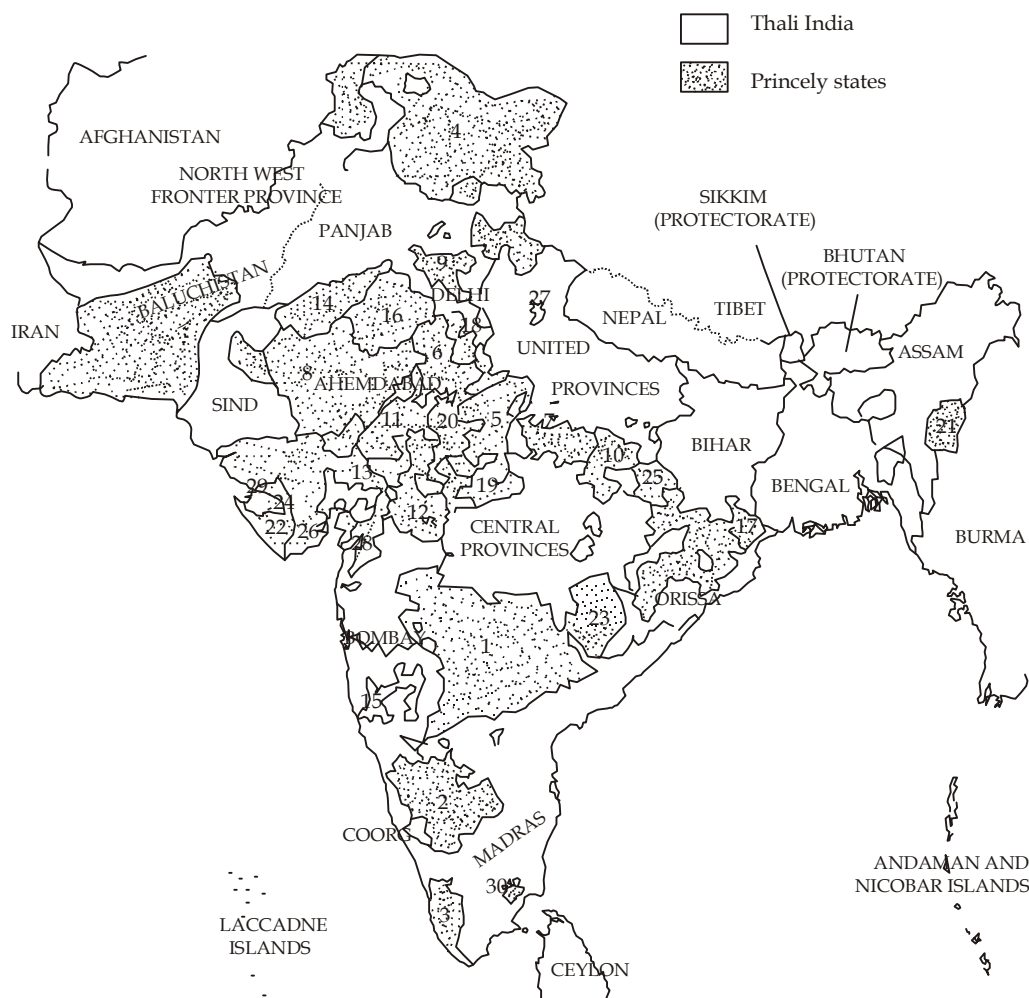 Thali India
Princely states
4
AFGHANISTAN
NORTH WEST
FRONTER PROVINCE
SIKKIM
(PROTECTORATE)
PANJAB
BHUTAN
(PROTECTORATE)
9
BALUCHISTAN
DELHI
14
27
16
18
TIBET
NEPAL
IRAN
UNITED
6
ASSAM
8
AHEMDABAD
PROVINCES
SIND
11
20
5
7
21
BIHAR
10
13
25
29
19
BENGAL
24
12
22
26
CENTRAL
PROVINCES
17
BURMA
28
ORISSA
23
BOMBAY
1
15
2
COORG
MADRAS
30
ANDAMAN AND
NICOBAR ISLANDS
3
LACCADNE
ISLANDS
CEYLON